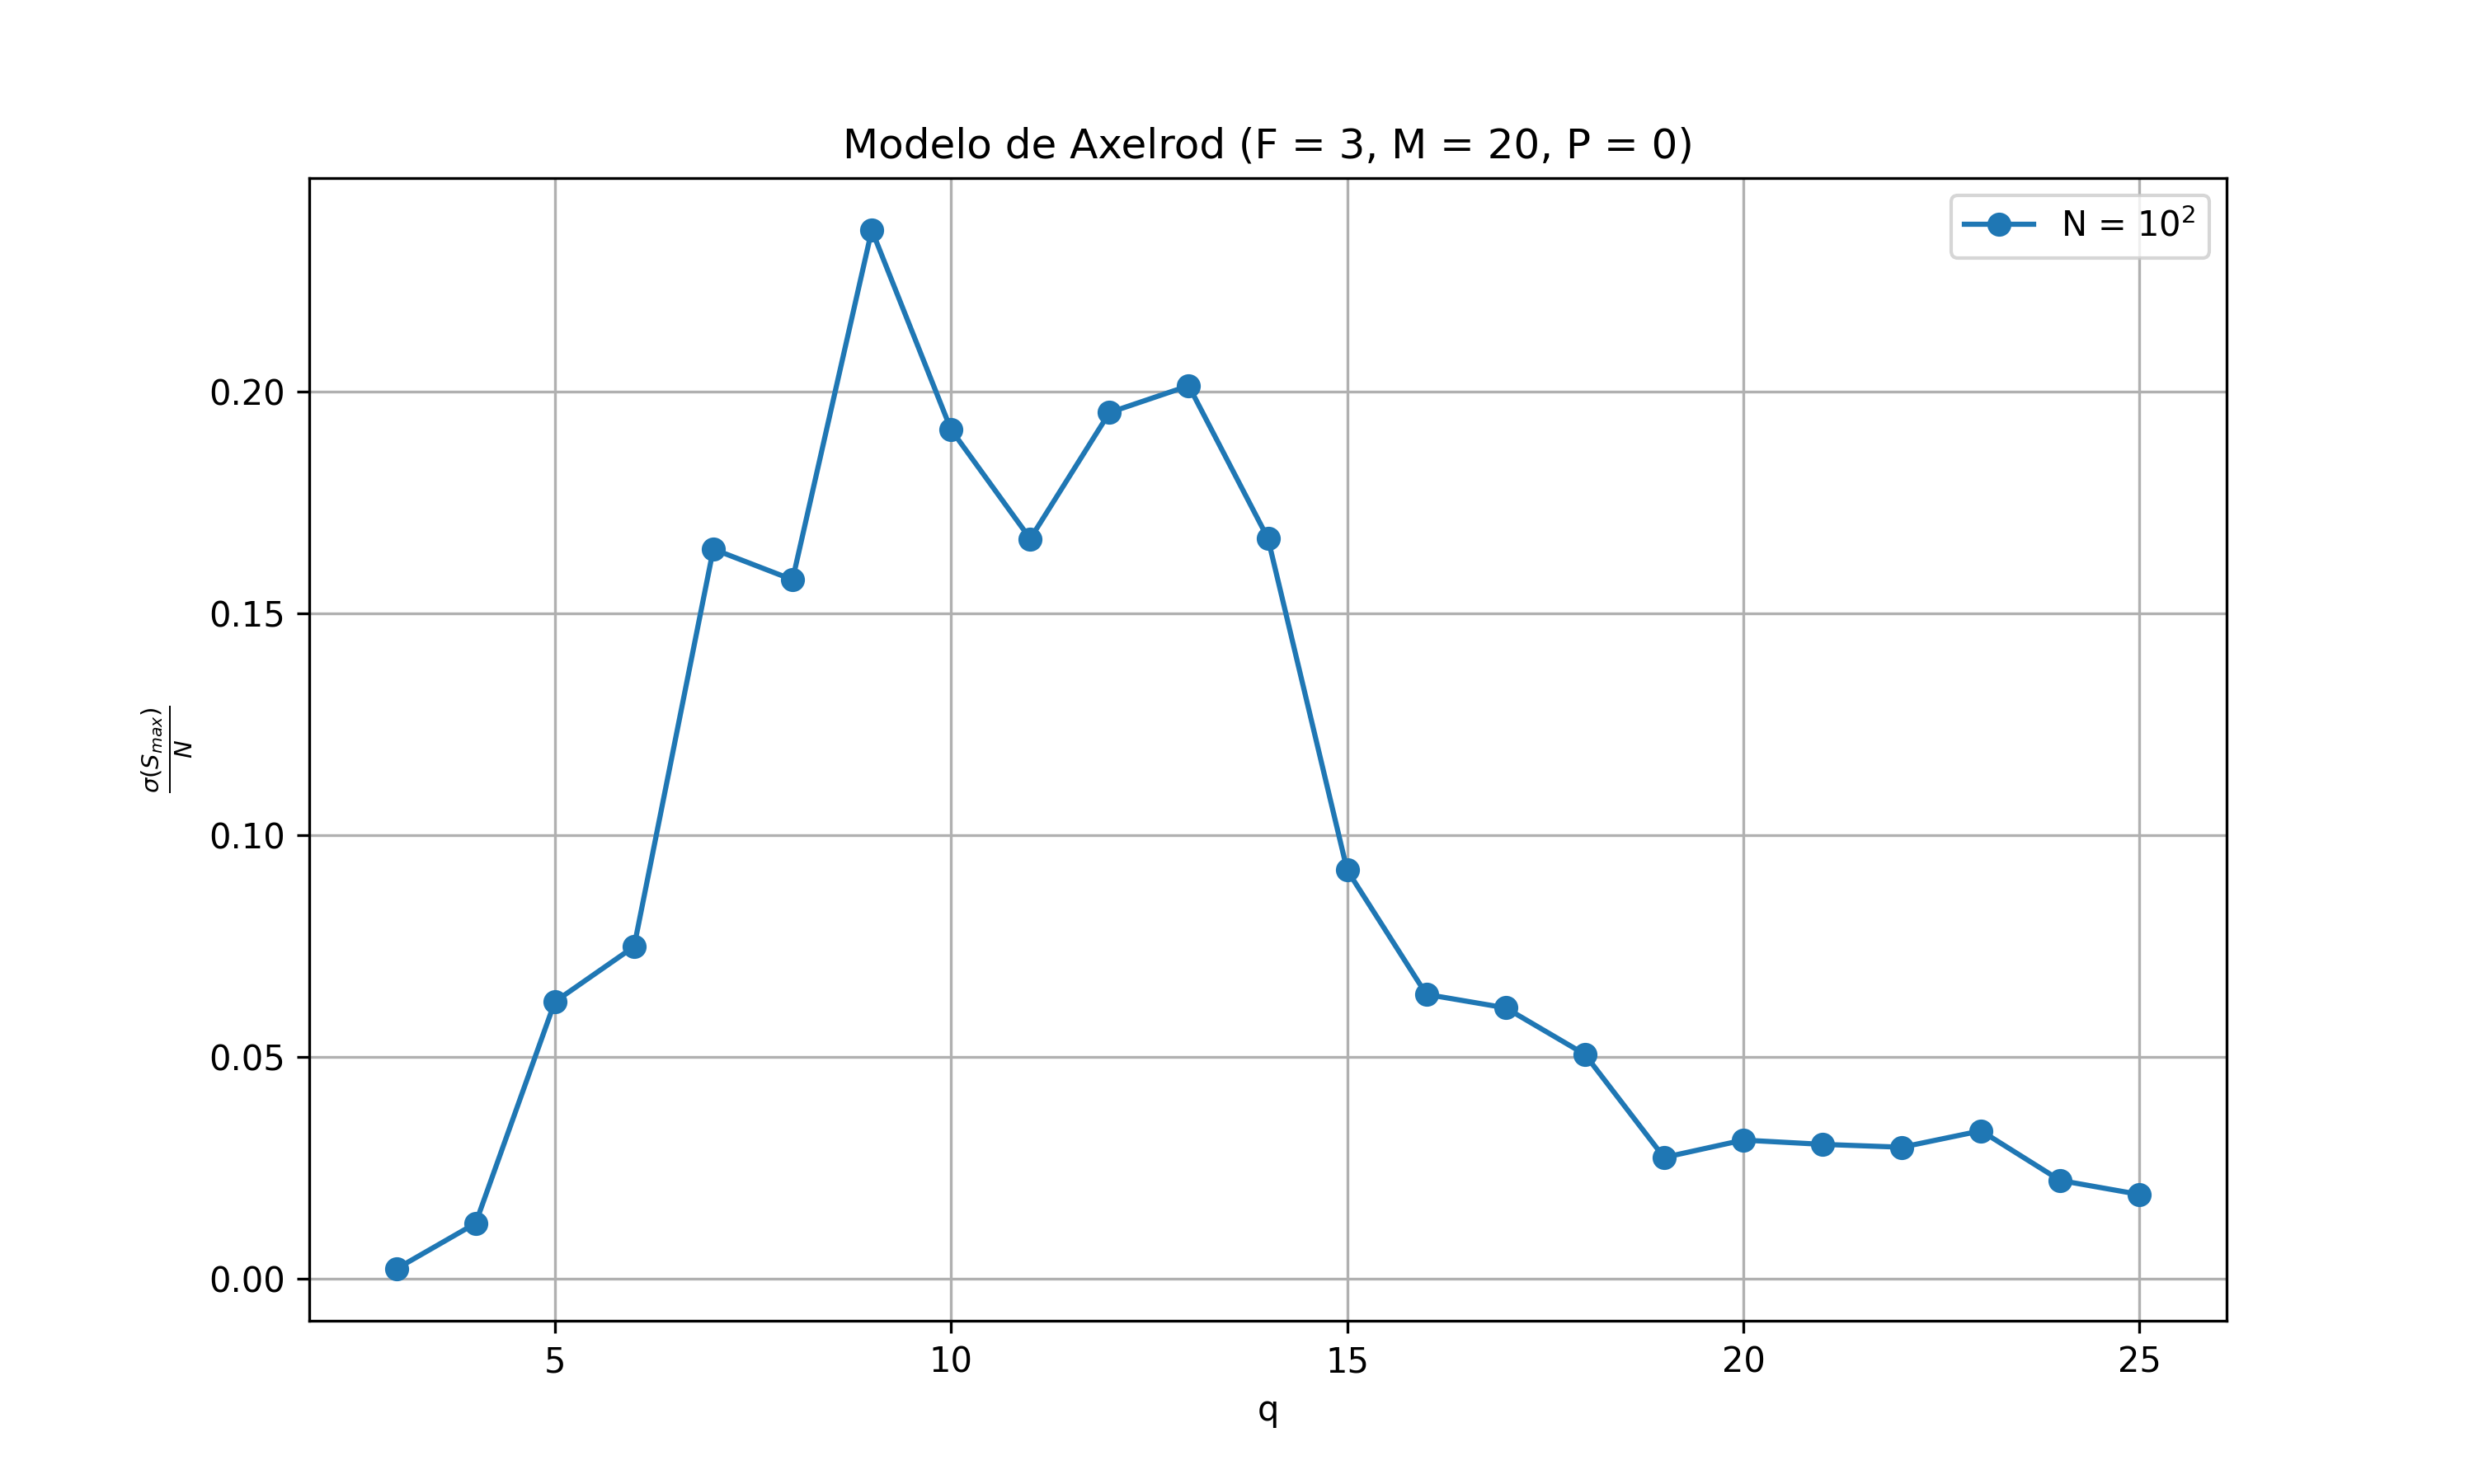 Modelo de Axelrod (F = 3, M = 20, P = 0)
N = 10²
σ(Sₘₐₓ)
N
0.20
0.15
0.10
0.05
0.00
5 10 15 20 25
q